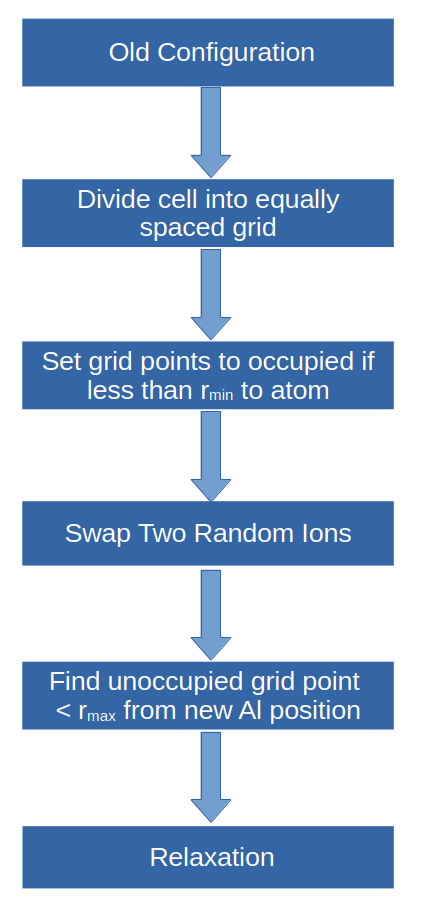 Old Configuration
Divide cell into equally
spaced grid
Set grid points to occupied if
less than rmin to atom
Swap Two Random Ions
Find unoccupied grid point
< rmax from new Al position
Relaxation